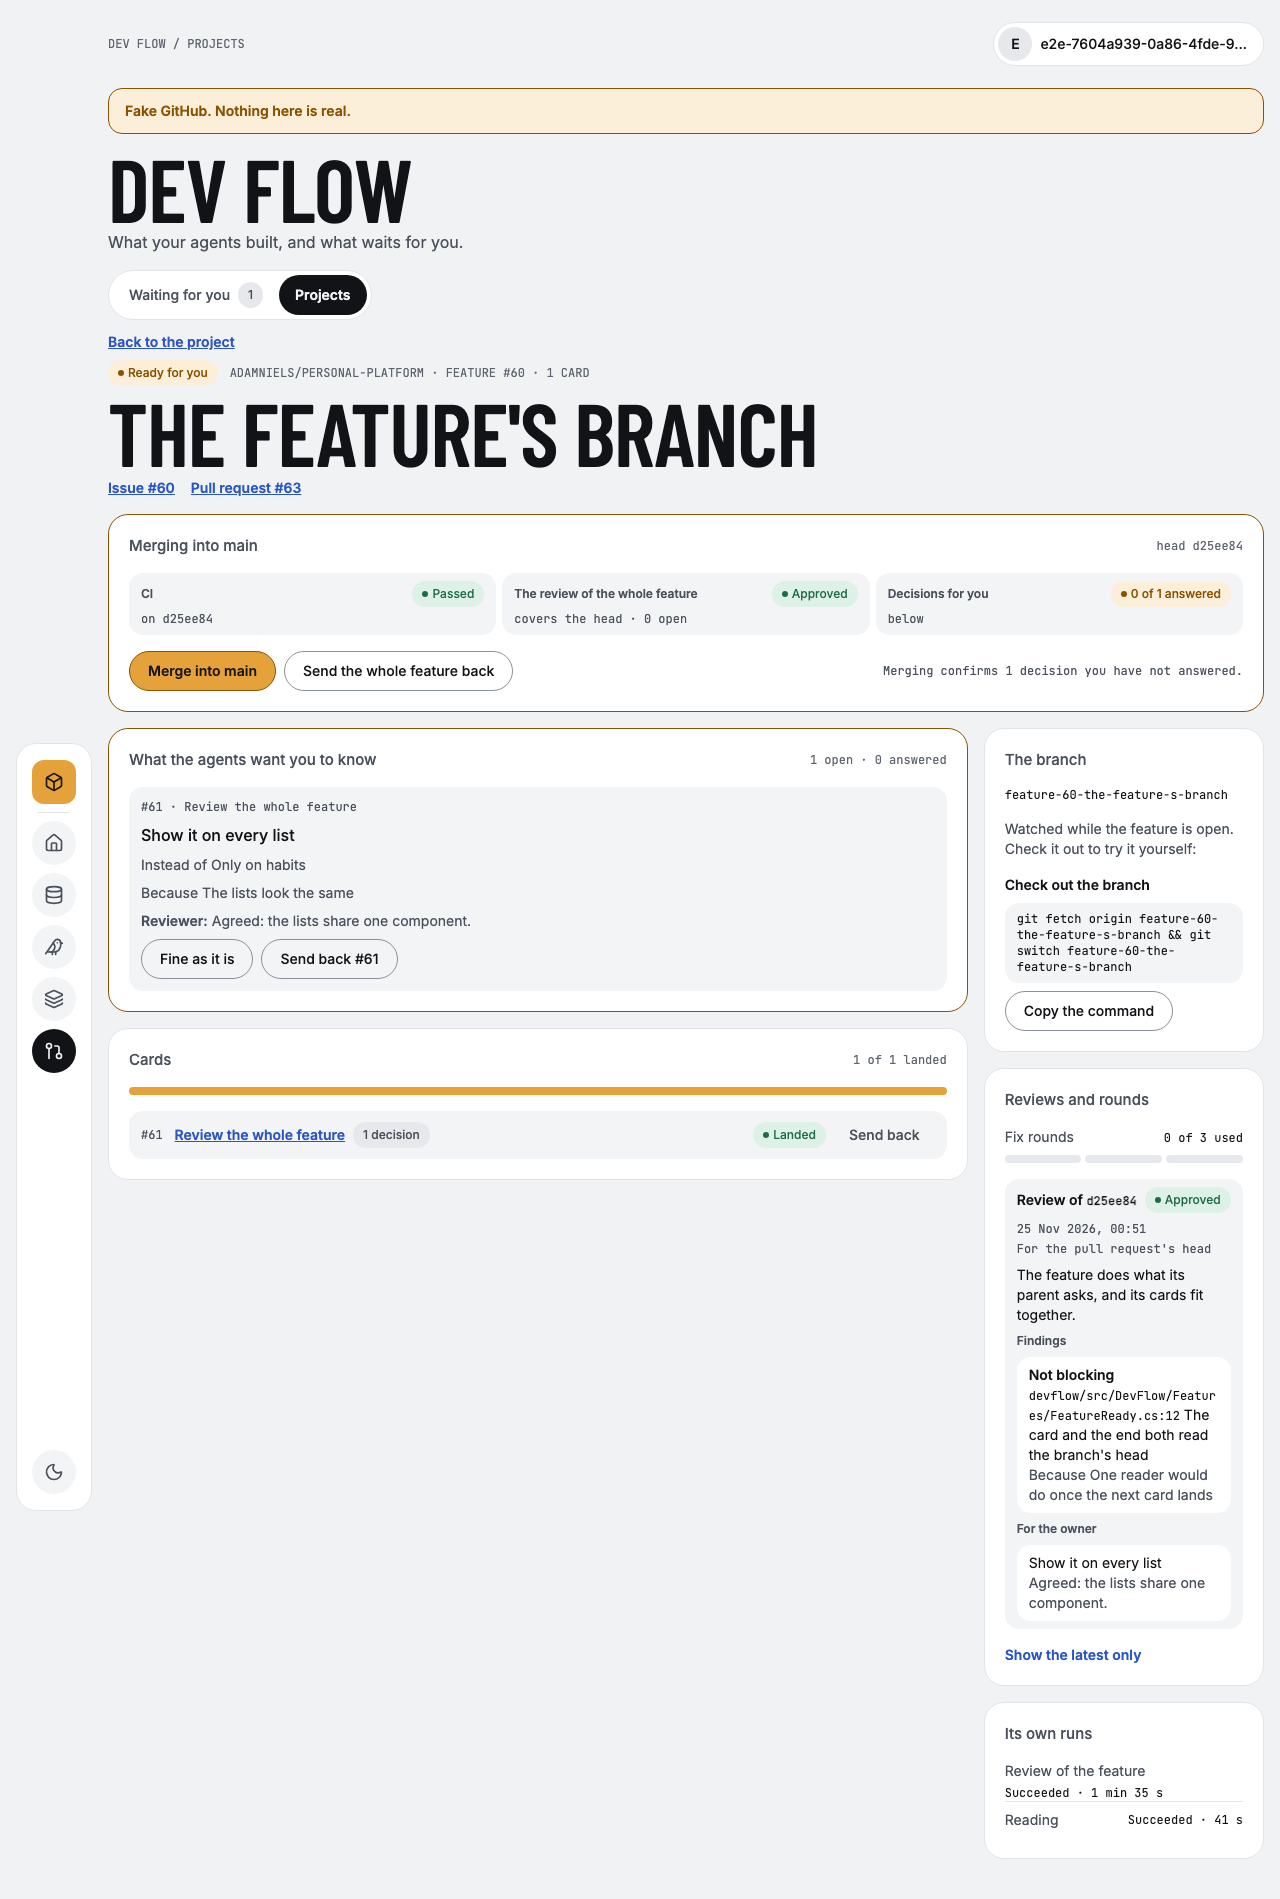 DEV FLOW / PROJECTS
E
e2e-7604a939-0a86-4fde-9...
Fake GitHub. Nothing here is real.
DEV FLOW
What your agents built, and what waits for you.
Waiting for you 1
Projects
Back to the project
Ready for you
ADAMNIELS/PERSONAL-PLATFORM · FEATURE #60 · 1 CARD
THE FEATURE'S BRANCH
Issue #60
Pull request #63
Merging into main
head d25ee84
CI
Passed
on d25ee84
The review of the whole feature
Approved
covers the head · 0 open
Decisions for you
0 of 1 answered
below
Merge into main
Send the whole feature back
Merging confirms 1 decision you have not answered.
What the agents want you to know
1 open · 0 answered
#61 · Review the whole feature
Show it on every list
Instead of Only on habits
Because The lists look the same
Reviewer: Agreed: the lists share one component.
Fine as it is
Send back #61
Cards
1 of 1 landed
#61
Review the whole feature
1 decision
Landed
Send back
The branch
feature-60-the-feature-s-branch
Watched while the feature is open.
Check it out to try it yourself:
Check out the branch
git fetch origin feature-60-
the-feature-s-branch && git
switch feature-60-the-
feature-s-branch
Copy the command
Reviews and rounds
Fix rounds
0 of 3 used
Review of d25ee84
Approved
25 Nov 2026, 00:51
For the pull request's head
The feature does what its
parent asks, and its cards fit
together.
Findings
Not blocking
devflow/src/DevFlow/Featur
es/FeatureReady.cs:12 The
card and the end both read
the branch's head
Because One reader would
do once the next card lands
For the owner
Show it on every list
Agreed: the lists share one
component.
Show the latest only
Its own runs
Review of the feature
Succeeded · 1 min 35 s
Reading
Succeeded · 41 s